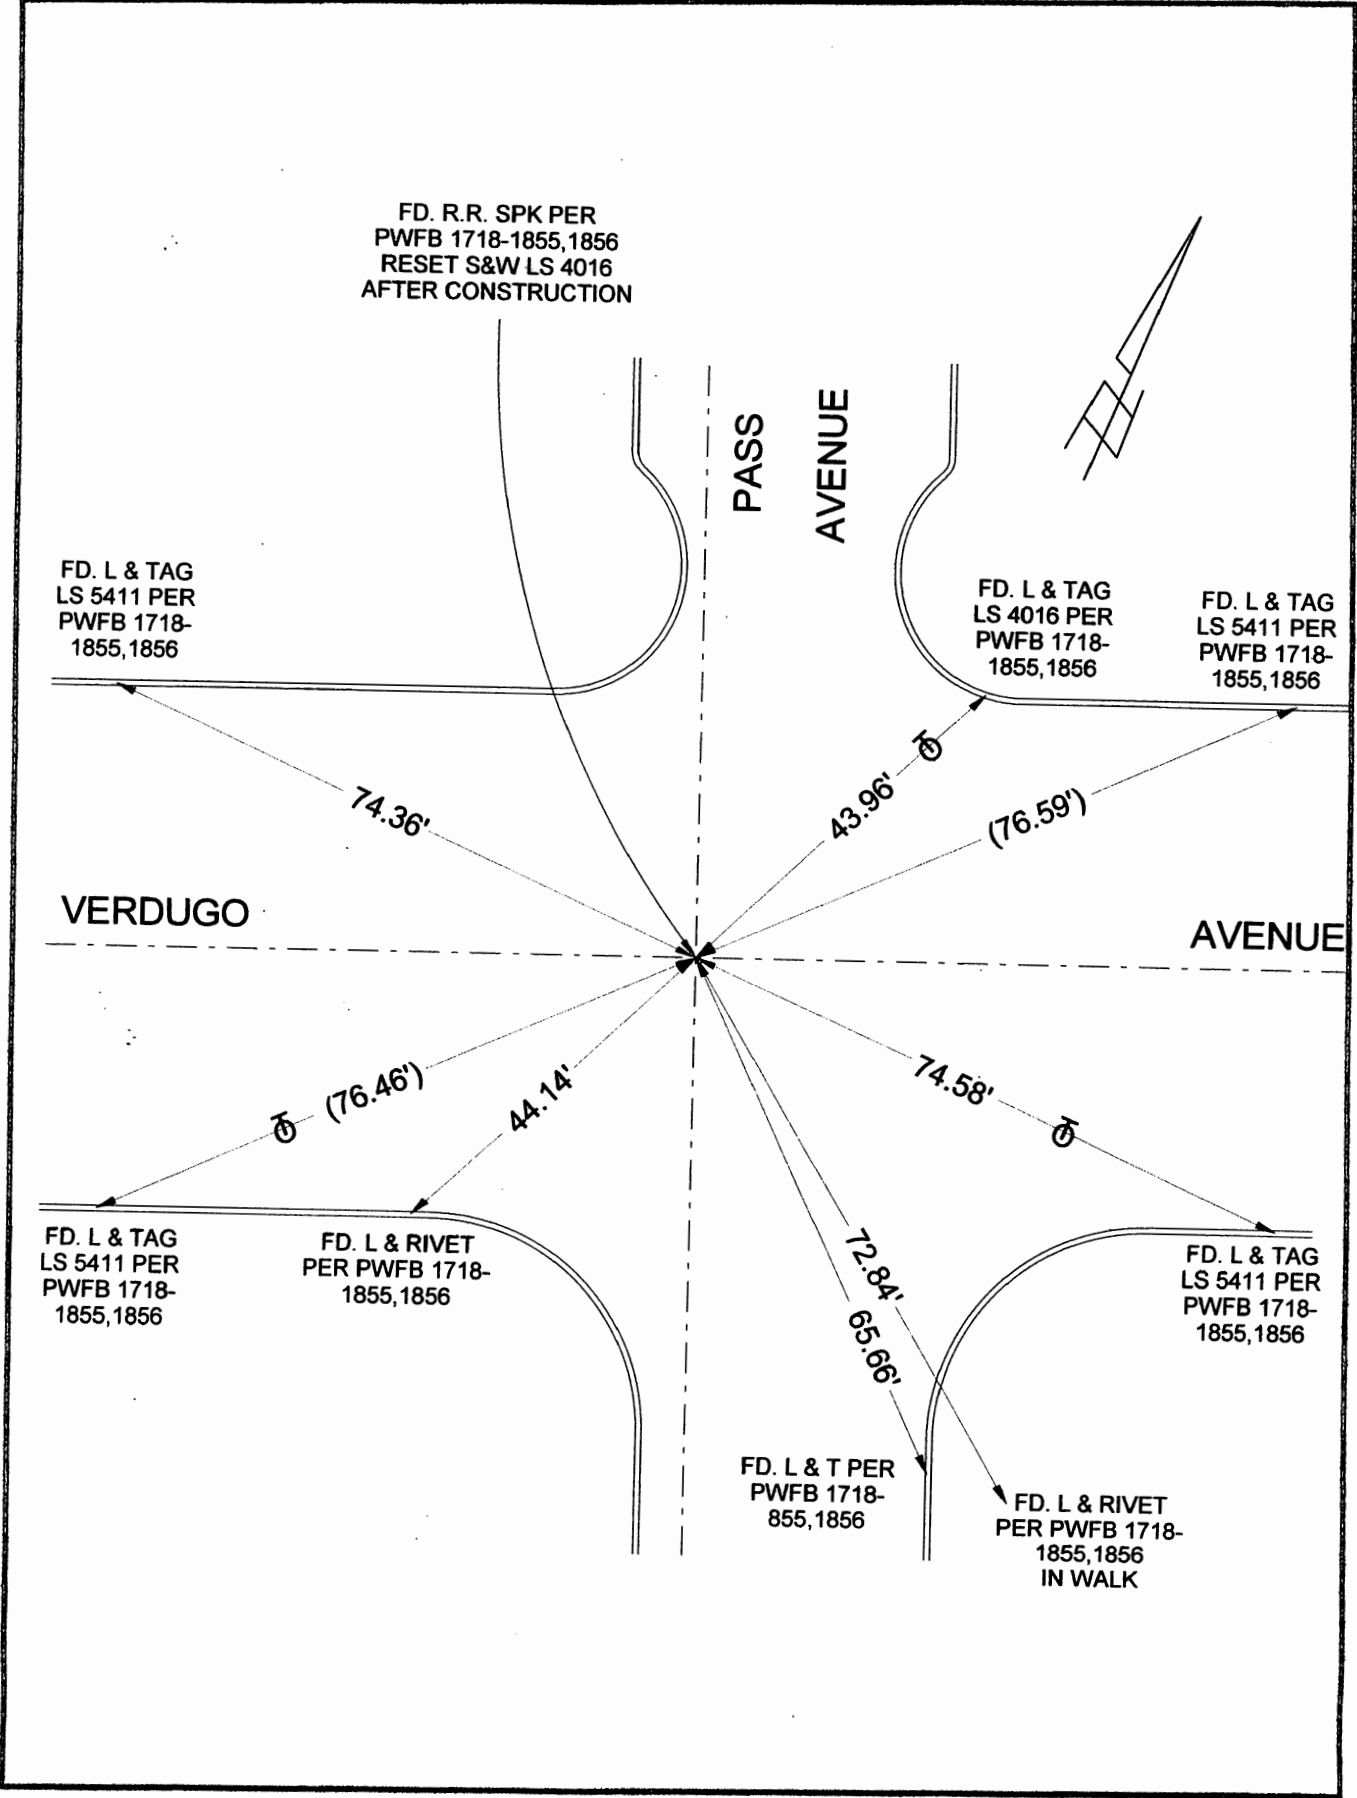 FD. R.R. SPK PER
PWFB 1718-1855,1856
RESET S&W LS 4016
AFTER CONSTRUCTION
PASS
AVENUE
FD. L & TAG
LS 5411 PER
PWFB 1718-
1855,1856
FD. L & TAG
LS 4016 PER
PWFB 1718-
1855,1856
FD. L & TAG
LS 5411 PER
PWFB 1718-
1855,1856
74.36'
43.96'
(76.59')
VERDUGO
AVENUE
(76.46')
44.14'
74.58'
72.84'
65.66'
FD. L & TAG
LS 5411 PER
PWFB 1718-
1855,1856
FD. L & RIVET
PER PWFB 1718-
1855,1856
FD. L & TAG
LS 5411 PER
PWFB 1718-
1855,1856
FD. L & T PER
PWFB 1718-
855,1856
FD. L & RIVET
PER PWFB 1718-
1855,1856
IN WALK